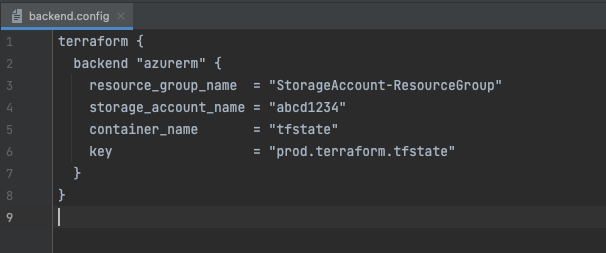 backend.config
1 terraform {
2   backend "azurerm" {
3     resource_group_name  = "StorageAccount-ResourceGroup"
4     storage_account_name = "abcd1234"
5     container_name       = "tfstate"
6     key                  = "prod.terraform.tfstate"
7   }
8 }
9